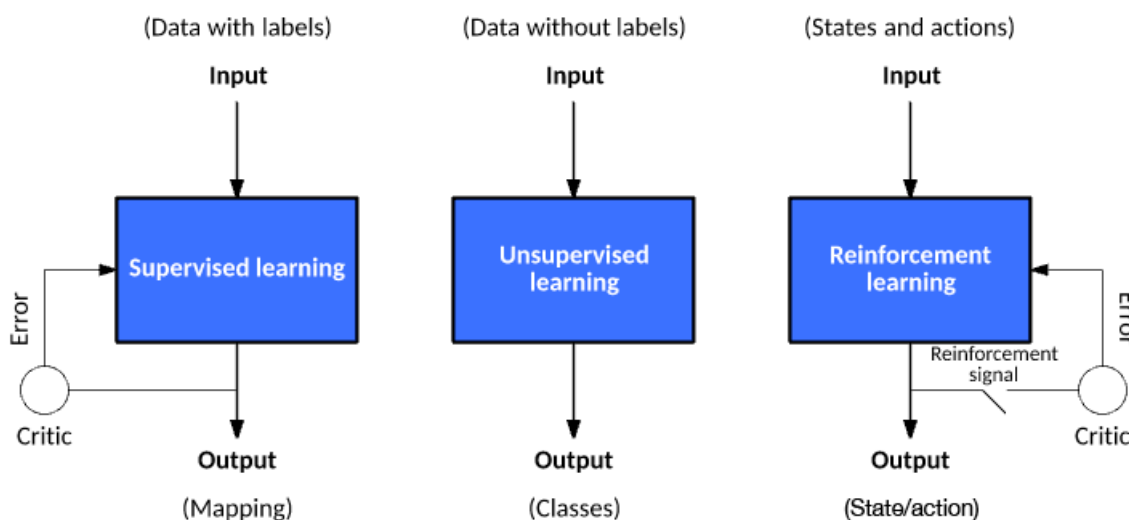 (Data with labels)
Input
Supervised learning
Error
Critic
Output
(Mapping)
(Data without labels)
Input
Unsupervised
learning
Output
(Classes)
(States and actions)
Input
Reinforcement
learning
Reinforcement
signal
Error
Critic
Output
(State/action)